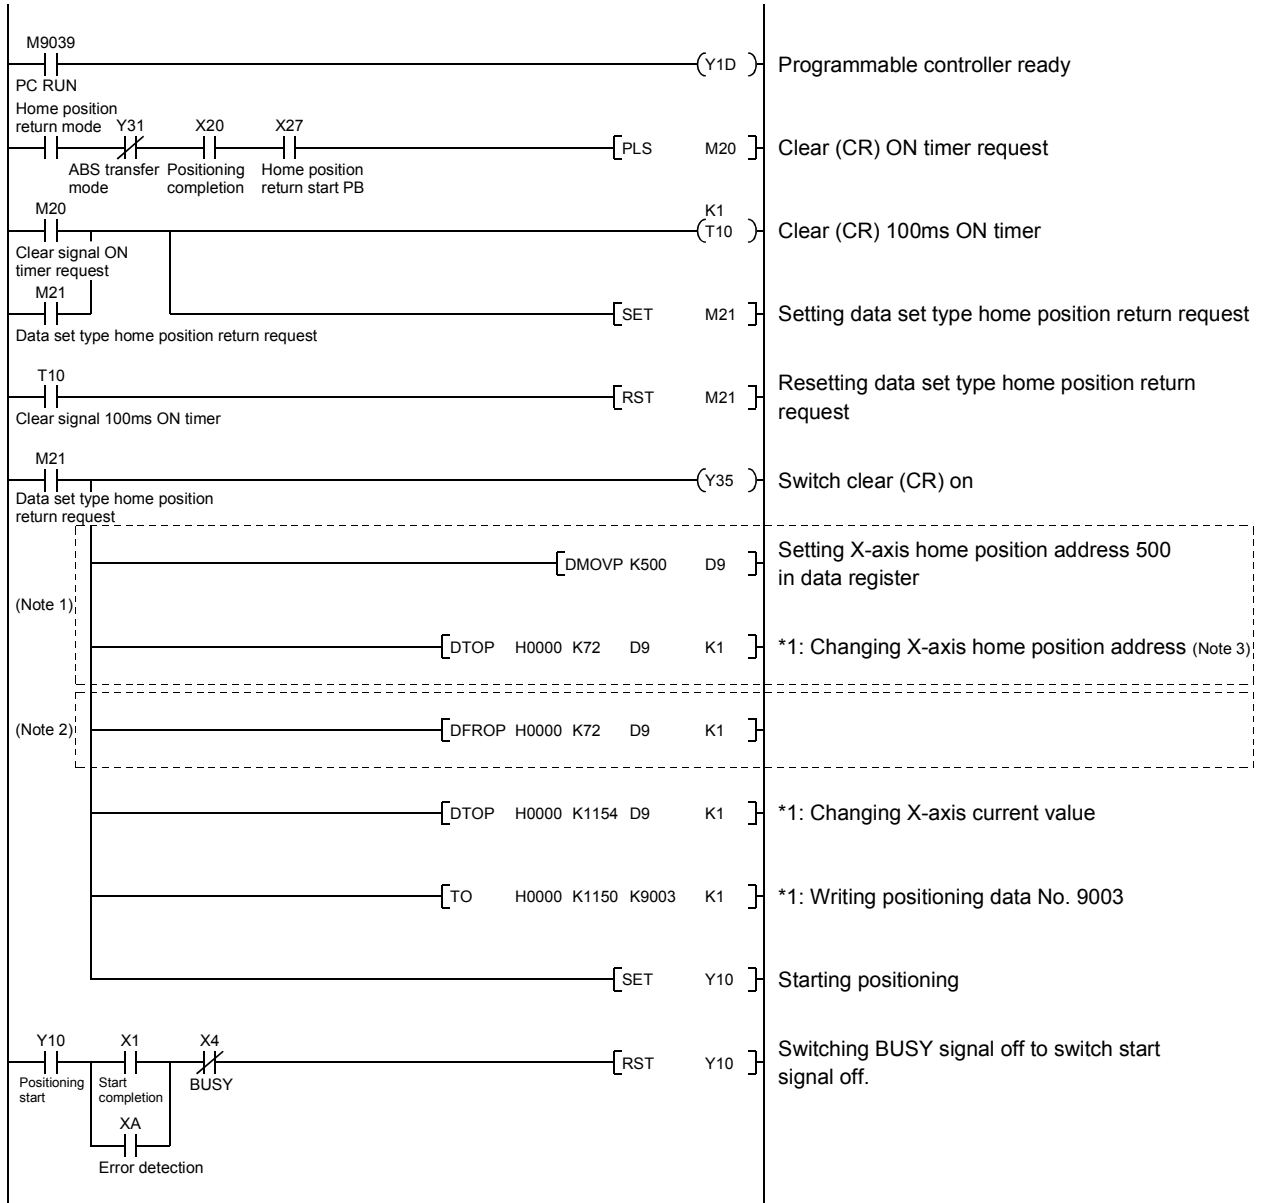 M9039
Y1D
Programmable controller ready
PC RUN
Home position
return mode
Y31
X20
X27
PLS M20
Clear (CR) ON timer request
ABS transfer
mode
Positioning
completion
Home position
return start PB
M20
K1
T10
Clear (CR) 100ms ON timer
Clear signal ON
timer request
M21
SET M21
Setting data set type home position return request
Data set type home position return request
T10
RST M21
Resetting data set type home position return
request
Clear signal 100ms ON timer
M21
Y35
Switch clear (CR) on
Data set type home position
return request
DMOVP K500 D9
Setting X-axis home position address 500
in data register
(Note 1)
DTOP H0000 K72 D9 K1
*1: Changing X-axis home position address (Note 3)
(Note 2)
DFROP H0000 K72 D9 K1
DTOP H0000 K1154 D9 K1
*1: Changing X-axis current value
TO H0000 K1150 K9003 K1
*1: Writing positioning data No. 9003
SET Y10
Starting positioning
Y10
X1
X4
RST Y10
Switching BUSY signal off to switch start
signal off.
Positioning
start
Start
completion
BUSY
XA
Error detection